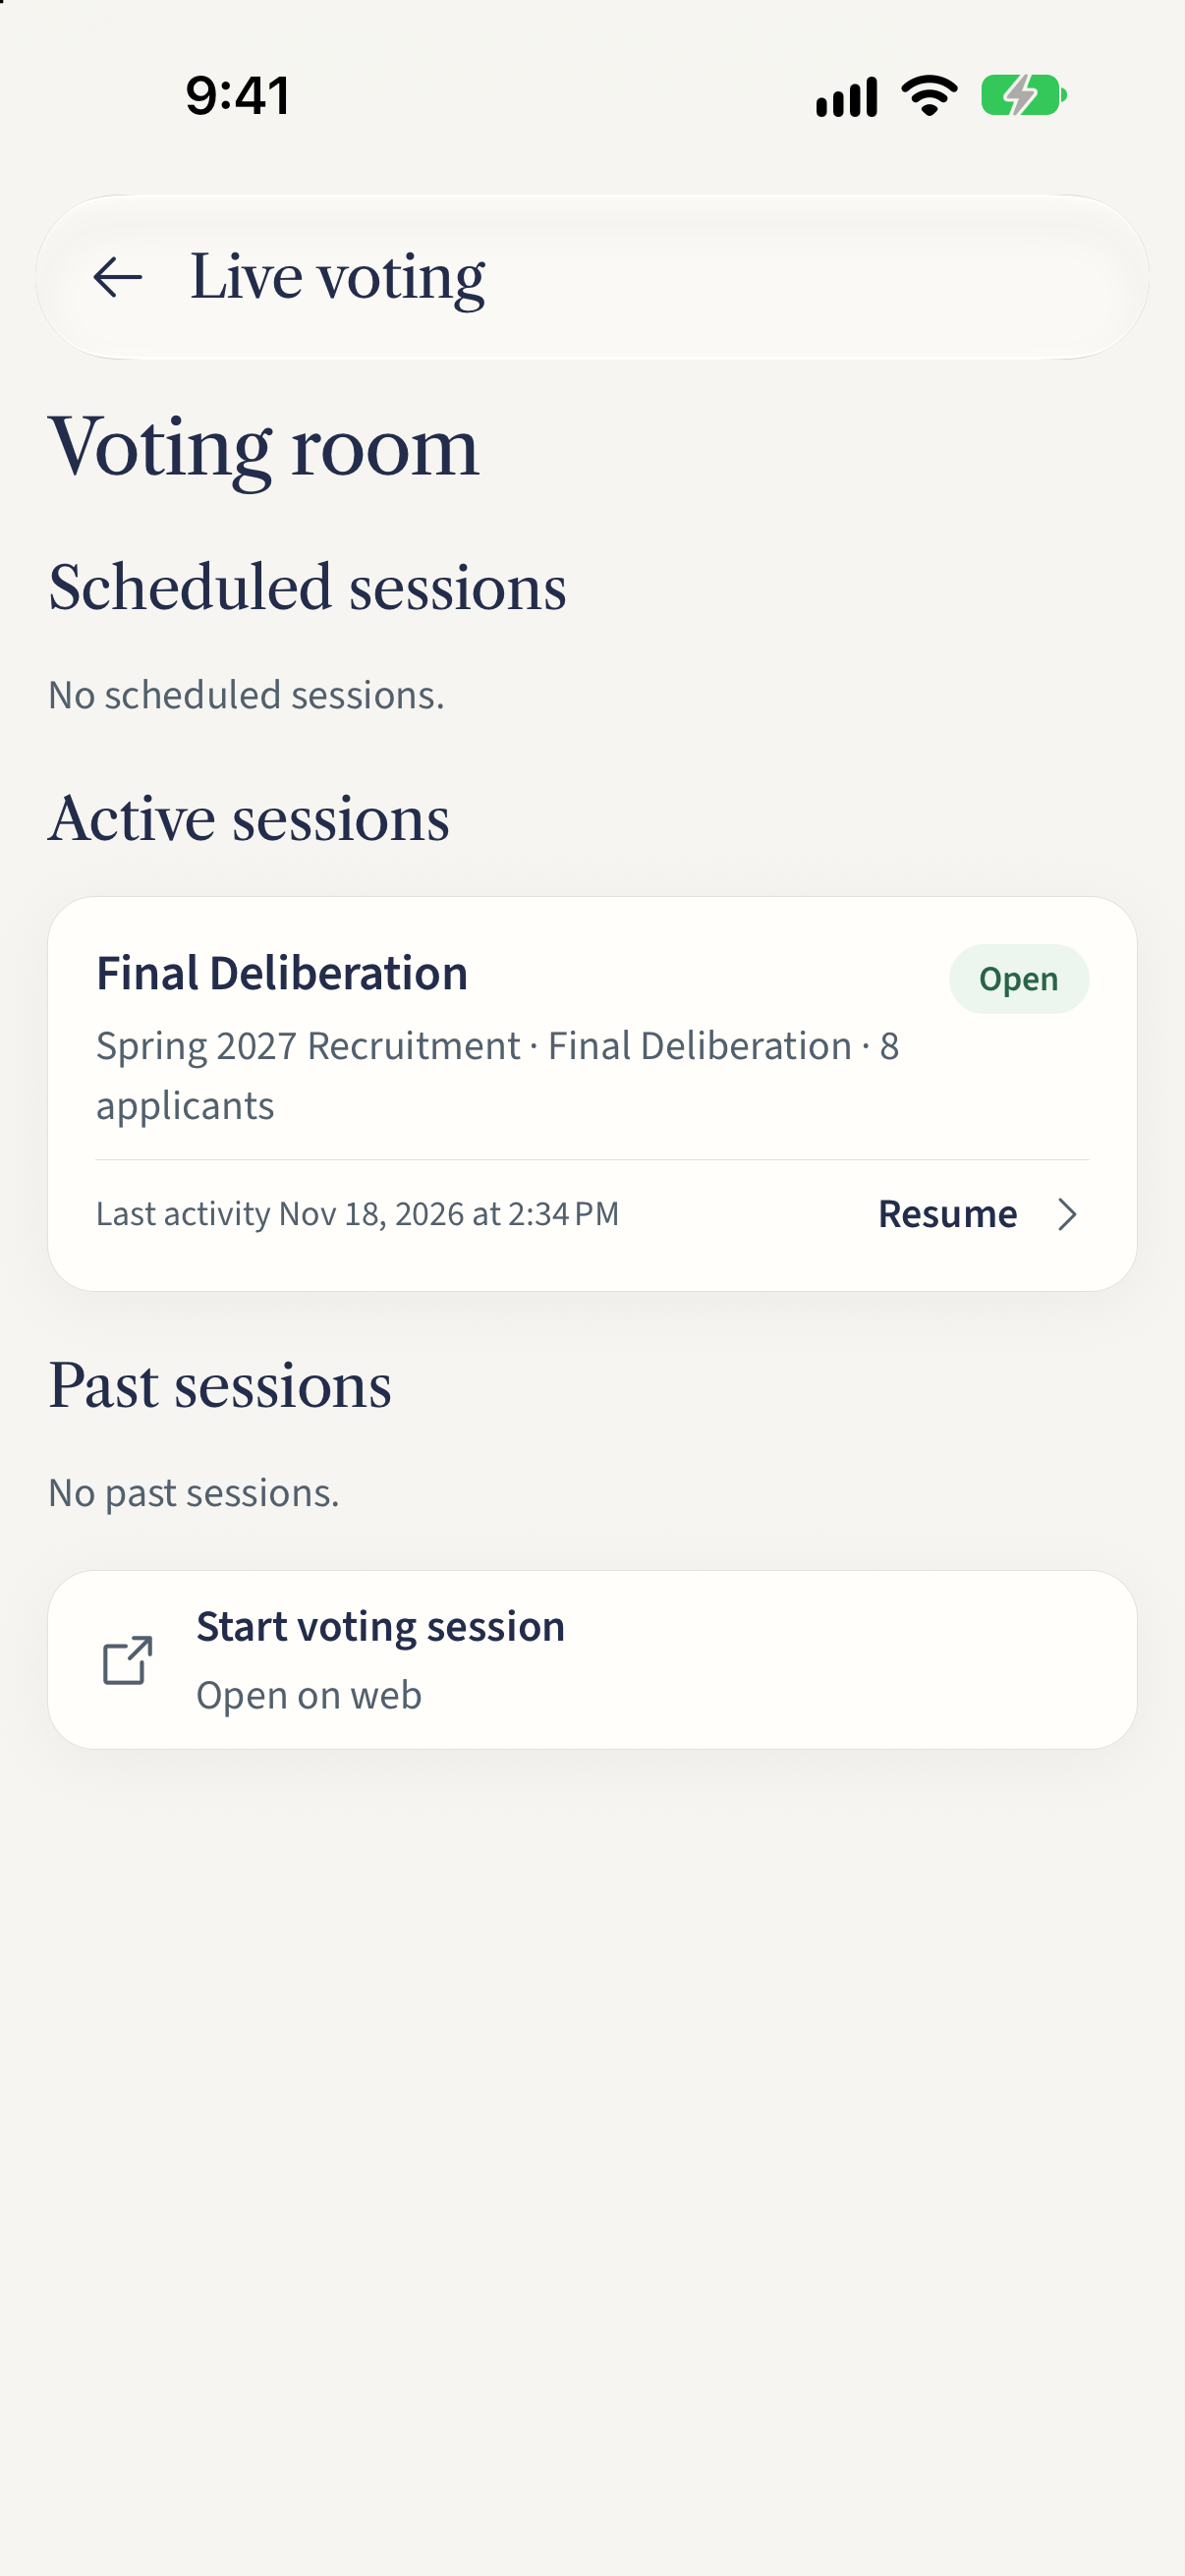 9:41
Live voting
Voting room
Scheduled sessions
No scheduled sessions.
Active sessions
Final Deliberation
Open
Spring 2027 Recruitment · Final Deliberation · 8
applicants
Last activity Nov 18, 2026 at 2:34 PM
Resume
Past sessions
No past sessions.
Start voting session
Open on web